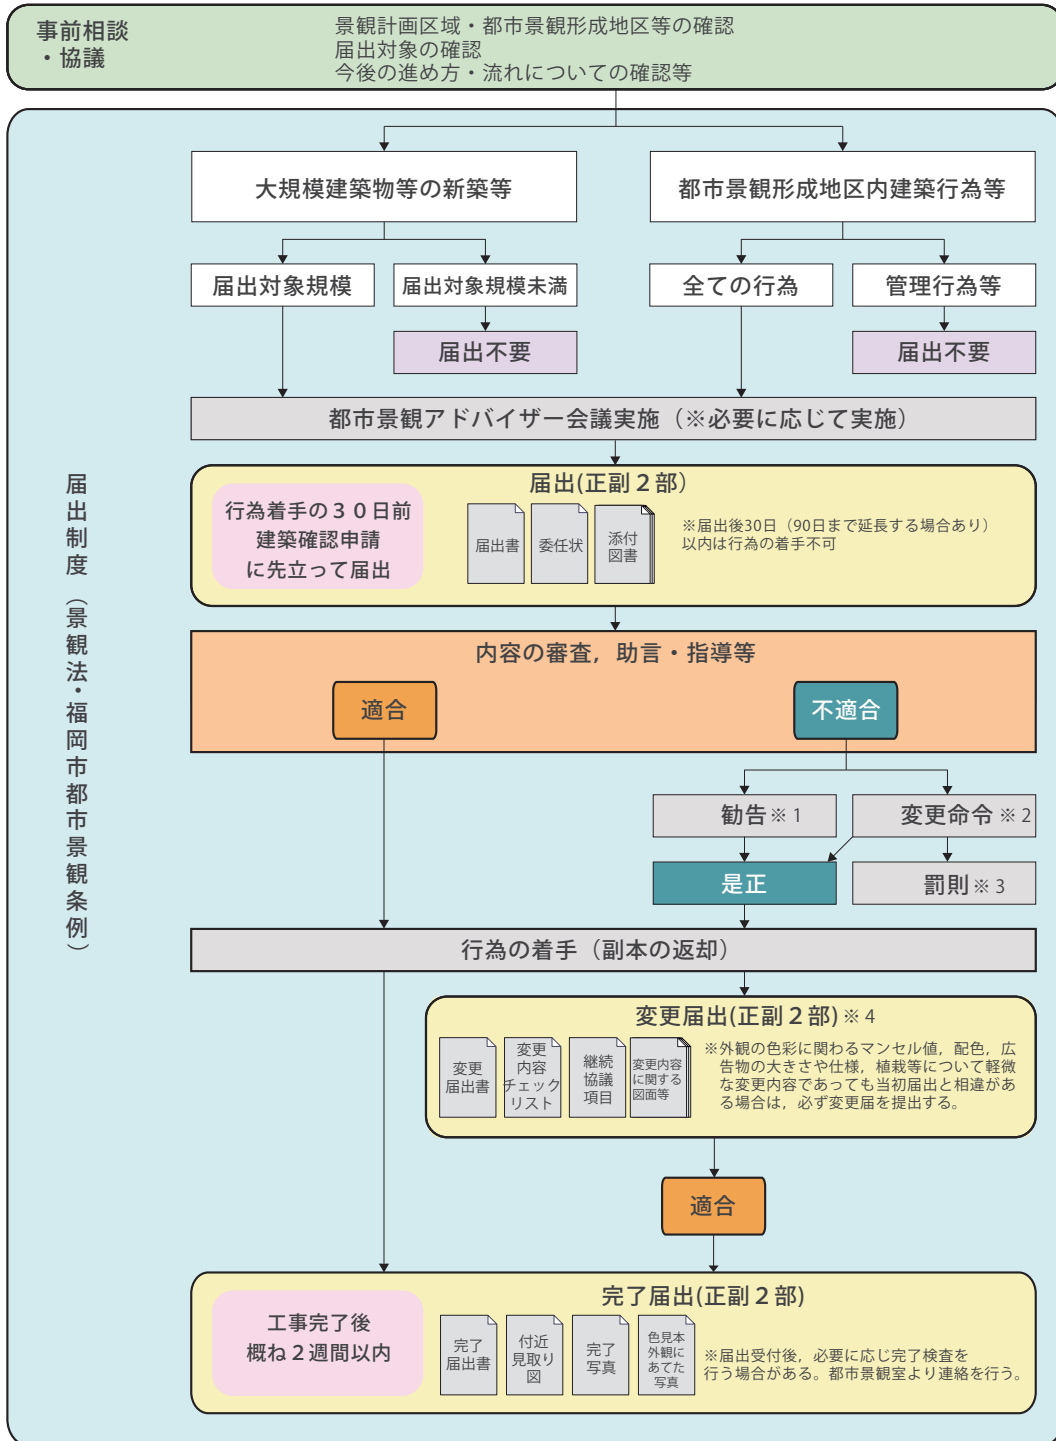 事前相談
・協議
景観計画区域・都市景観形成地区等の確認
届出対象の確認
今後の進め方・流れについての確認等
届出制度（景観法・福岡市都市景観条例）
大規模建築物等の新築等
都市景観形成地区内建築行為等
届出対象規模
届出対象規模未満
全ての行為
管理行為等
届出不要
届出不要
都市景観アドバイザー会議実施（※必要に応じて実施）
届出(正副２部）
行為着手の３０日前
建築確認申請
に先立って届出
届出書
委任状
添付
図書
※届出後30日（90日まで延長する場合あり）
以内は行為の着手不可
内容の審査，助言・指導等
適合
不適合
勧告※１
変更命令※２
是正
罰則※３
行為の着手（副本の返却）
変更届出(正副２部)※４
変更
届出書
変更
内容
チェック
リスト
継続
協議
項目
変更内容
に関する
図面等
※外観の色彩に関わるマンセル値，配色，広
告物の大きさや仕様，植栽等について軽微
な変更内容であっても当初届出と相違があ
る場合は，必ず変更届を提出する。
適合
完了届出(正副２部)
工事完了後
概ね２週間以内
完了
届出書
付近
見取り
図
完了
写真
色見本
外観に
あてた
写真
※届出受付後，必要に応じ完了検査を
行う場合がある。都市景観室より連絡を行う。